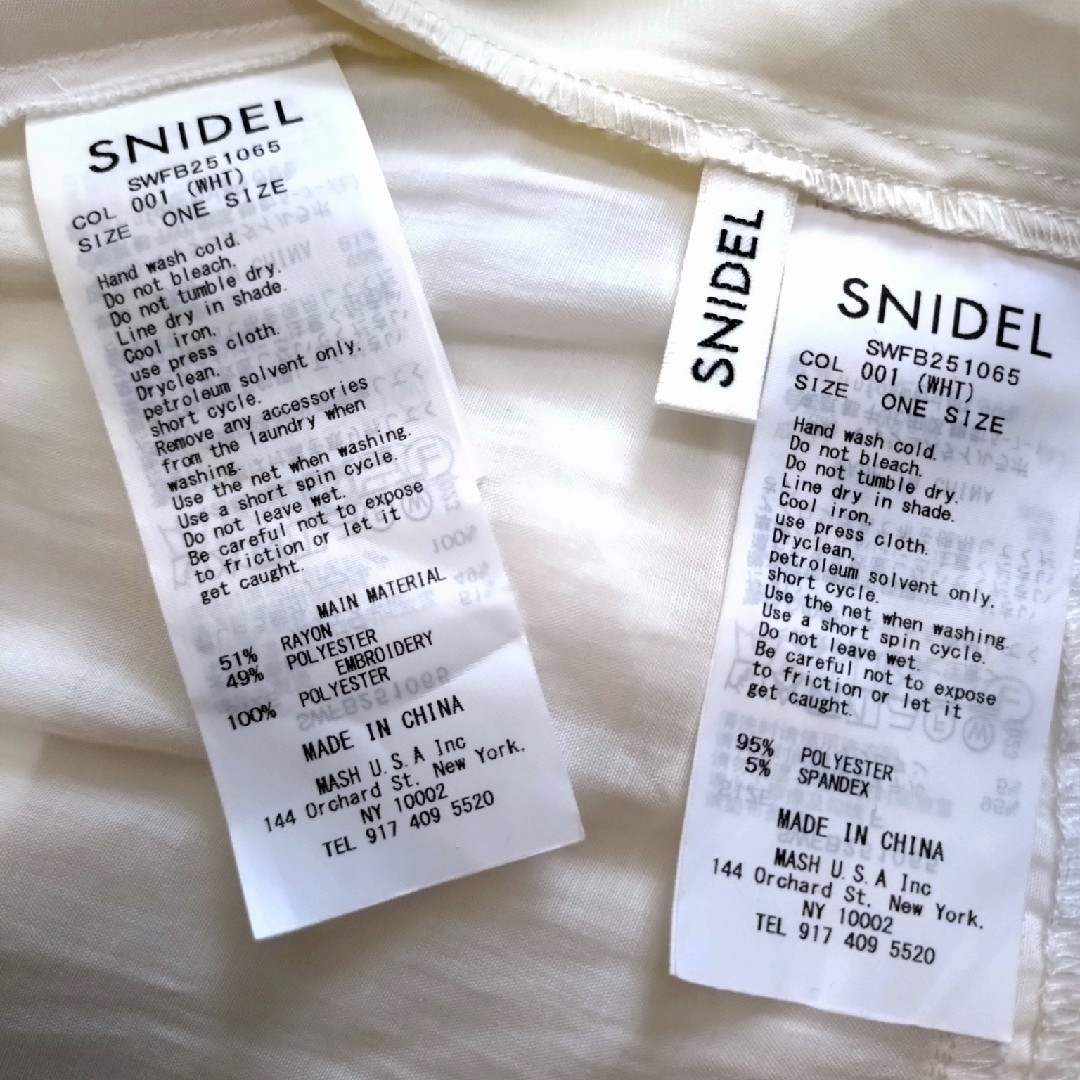 SNIDEL
SWFB251065
COL 001 (WHT)
SIZE ONE SIZE
Hand wash cold.
Do not bleach.
Do not tumble dry.
Line dry in shade.
Cool iron,
use press cloth.
Dryclean,
petroleum solvent only.
short cycle.
Remove any accessories
from the laundry when
washing.
Use the net when washing.
Use a short spin cycle.
Do not leave wet.
Be careful not to expose
to friction or let it
get caught.
MAIN MATERIAL
51% RAYON
49% POLYESTER
EMBROIDERY
100% POLYESTER
MADE IN CHINA
MASH U.S.A Inc
144 Orchard St. New York.
NY 10002
TEL 917 409 5520
SNIDEL
SNIDEL
SWFB251065
COL 001 (WHT)
SIZE ONE SIZE
Hand wash cold.
Do not bleach.
Do not tumble dry.
Line dry in shade.
Cool iron,
use press cloth.
Dryclean,
petroleum solvent only.
short cycle.
Use the net when washing.
Use a short spin cycle.
Do not leave wet.
Be careful not to expose
to friction or let it
get caught.
95% POLYESTER
5% SPANDEX
MADE IN CHINA
MASH U.S.A Inc
144 Orchard St. New York.
NY 10002
TEL 917 409 5520